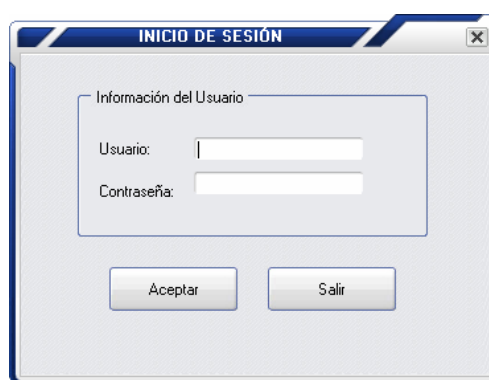 INICIO DE SESIÓN
Información del Usuario
Usuario:
Contraseña:
Aceptar Salir